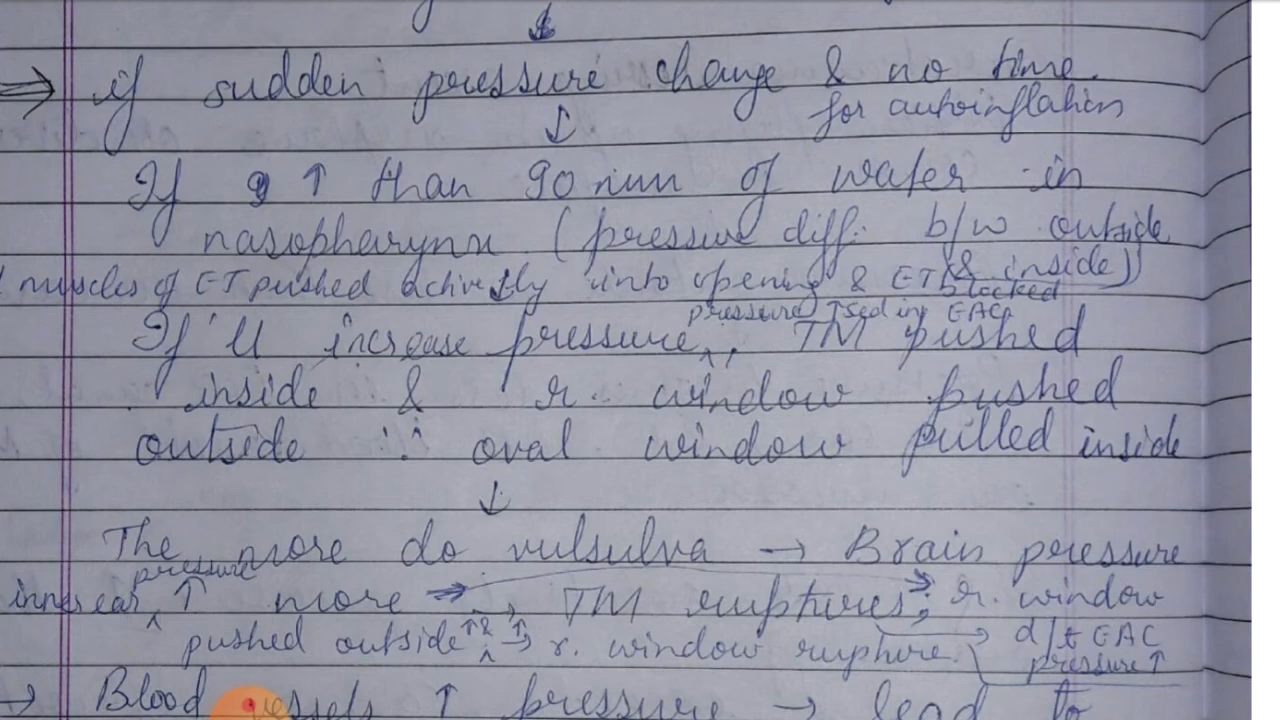 ↓
⇒ if sudden pressure change & no time
for autoinflation
↓
If ↑ than 90 mm of water in
nasopharynx (pressure diff. b/w outside
& inside)
muscles of ET pushed actively into opening & ET blocked
pressure ↑sed in EAC
If u increase pressure, TM pushed
inside & r. window pushed
outside ∵ oval window pulled inside
↓
The more do vulsulva → Brain pressure
pressure
inner ear ↑ more → TM ruptures; r. window
pushed outside ↑ & ↑ → r. window rupture. → d/t EAC
pressure ↑
→ Blood vessels ↑ pressure → lead to